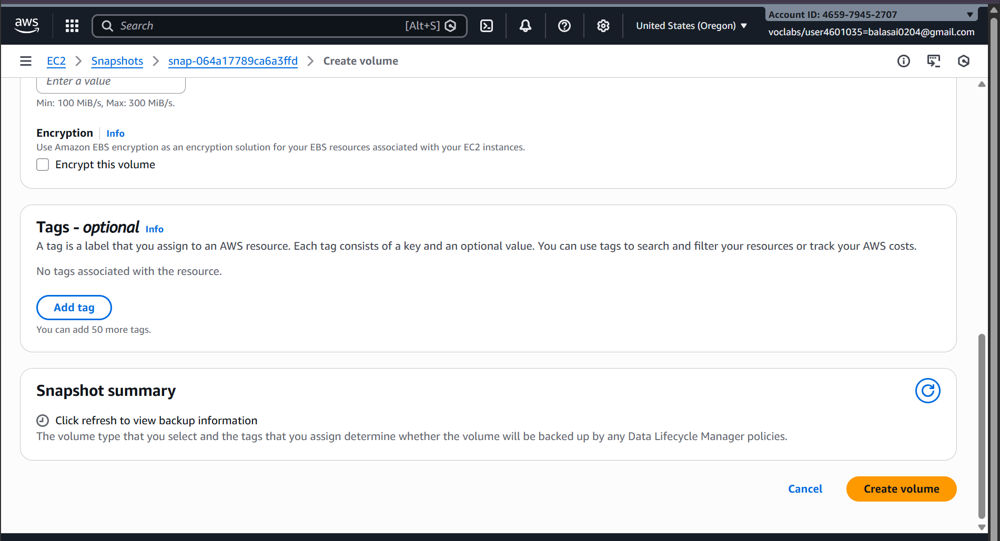 aws
Search [Alt+S]
United States (Oregon)
Account ID: 4659-7945-2707
voclabs/user4601035=balasai0204@gmail.com
EC2 > Snapshots > snap-064a17789ca6a3ffd > Create volume
Enter a value
Min: 100 MiB/s, Max: 300 MiB/s.
Encryption | Info
Use Amazon EBS encryption as an encryption solution for your EBS resources associated with your EC2 instances.
Encrypt this volume
Tags - optional Info
A tag is a label that you assign to an AWS resource. Each tag consists of a key and an optional value. You can use tags to search and filter your resources or track your AWS costs.
No tags associated with the resource.
Add tag
You can add 50 more tags.
Snapshot summary
Click refresh to view backup information
The volume type that you select and the tags that you assign determine whether the volume will be backed up by any Data Lifecycle Manager policies.
Cancel
Create volume